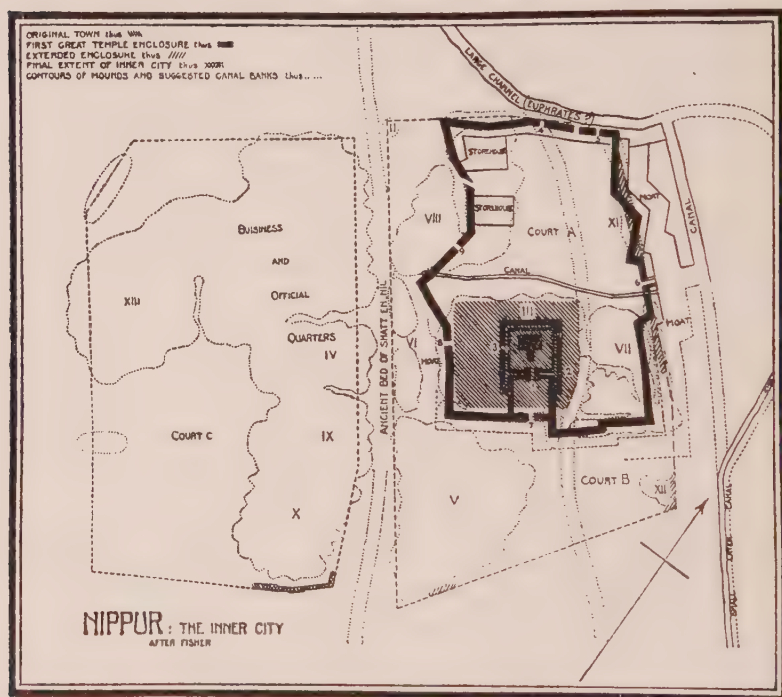 ORIGINAL TOWN thus
FIRST GREAT TEMPLE ENCLOSURE thus
EXTENDED ENCLOSURE thus /////
FINAL EXTENT OF INNER CITY thus
CONTOURS OF MOUNDS AND SUGGESTED CANAL BANKS thus.....
LARGE CHANNEL (EUPHRATES ?)
II
STOREHOUSE
MOAT
CANAL
VIII
STOREHOUSE
COURT A
XI
BUISINESS
AND
OFFICIAL
QUARTERS
CANAL
XIII
III
MOAT
IV
ANCIENT BED OF SHATT EN NIL
VI
MOAT
VII
COURT C
IX
X
V
COURT B
XII
SMALL LATER CANAL
NIPPUR: THE INNER CITY
AFTER FISHER